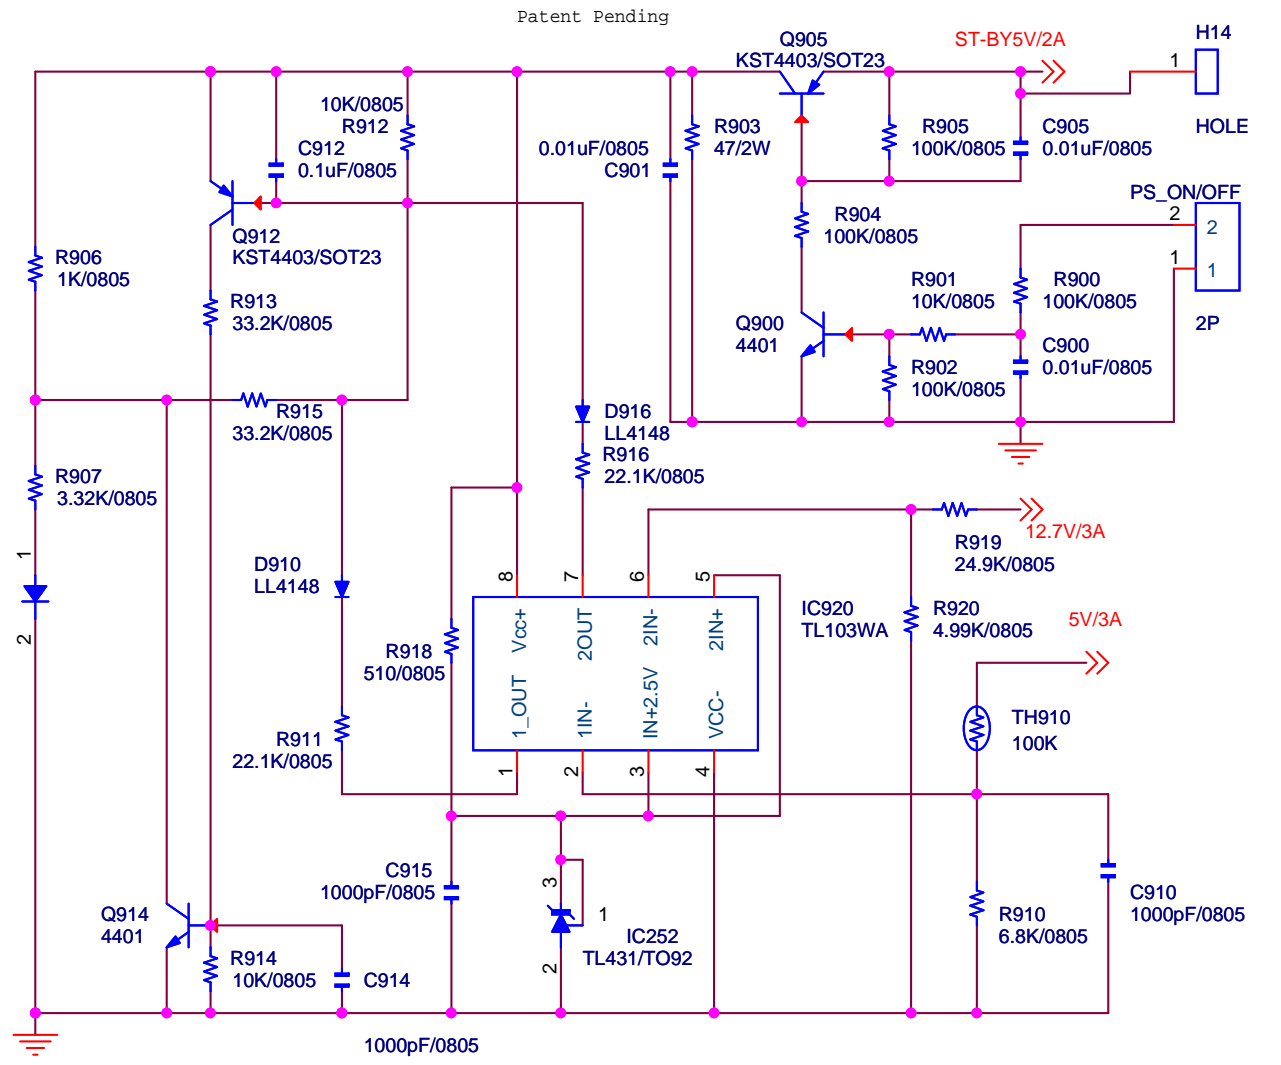 Patent Pending
Q905
KST4403/SOT23
ST-BY5V/2A
H14
1
HOLE
10K/0805
R912
C912
0.1uF/0805
0.01uF/0805
C901
R903
47/2W
R905
100K/0805
C905
0.01uF/0805
PS_ON/OFF
2
2
1
1
2P
R904
100K/0805
Q912
KST4403/SOT23
R906
1K/0805
R913
33.2K/0805
R901
10K/0805
R900
100K/0805
Q900
4401
R902
100K/0805
C900
0.01uF/0805
R915
33.2K/0805
D916
LL4148
R916
22.1K/0805
R907
3.32K/0805
12.7V/3A
R919
24.9K/0805
1
2
D910
LL4148
8
7
6
5
Vcc+
2OUT
2IN-
2IN+
1_OUT
1IN-
IN+2.5V
VCC-
1
2
3
4
IC920
TL103WA
R920
4.99K/0805
5V/3A
R918
510/0805
R911
22.1K/0805
TH910
100K
C915
1000pF/0805
3
1
2
IC252
TL431/TO92
R910
6.8K/0805
C910
1000pF/0805
Q914
4401
R914
10K/0805
C914
1000pF/0805